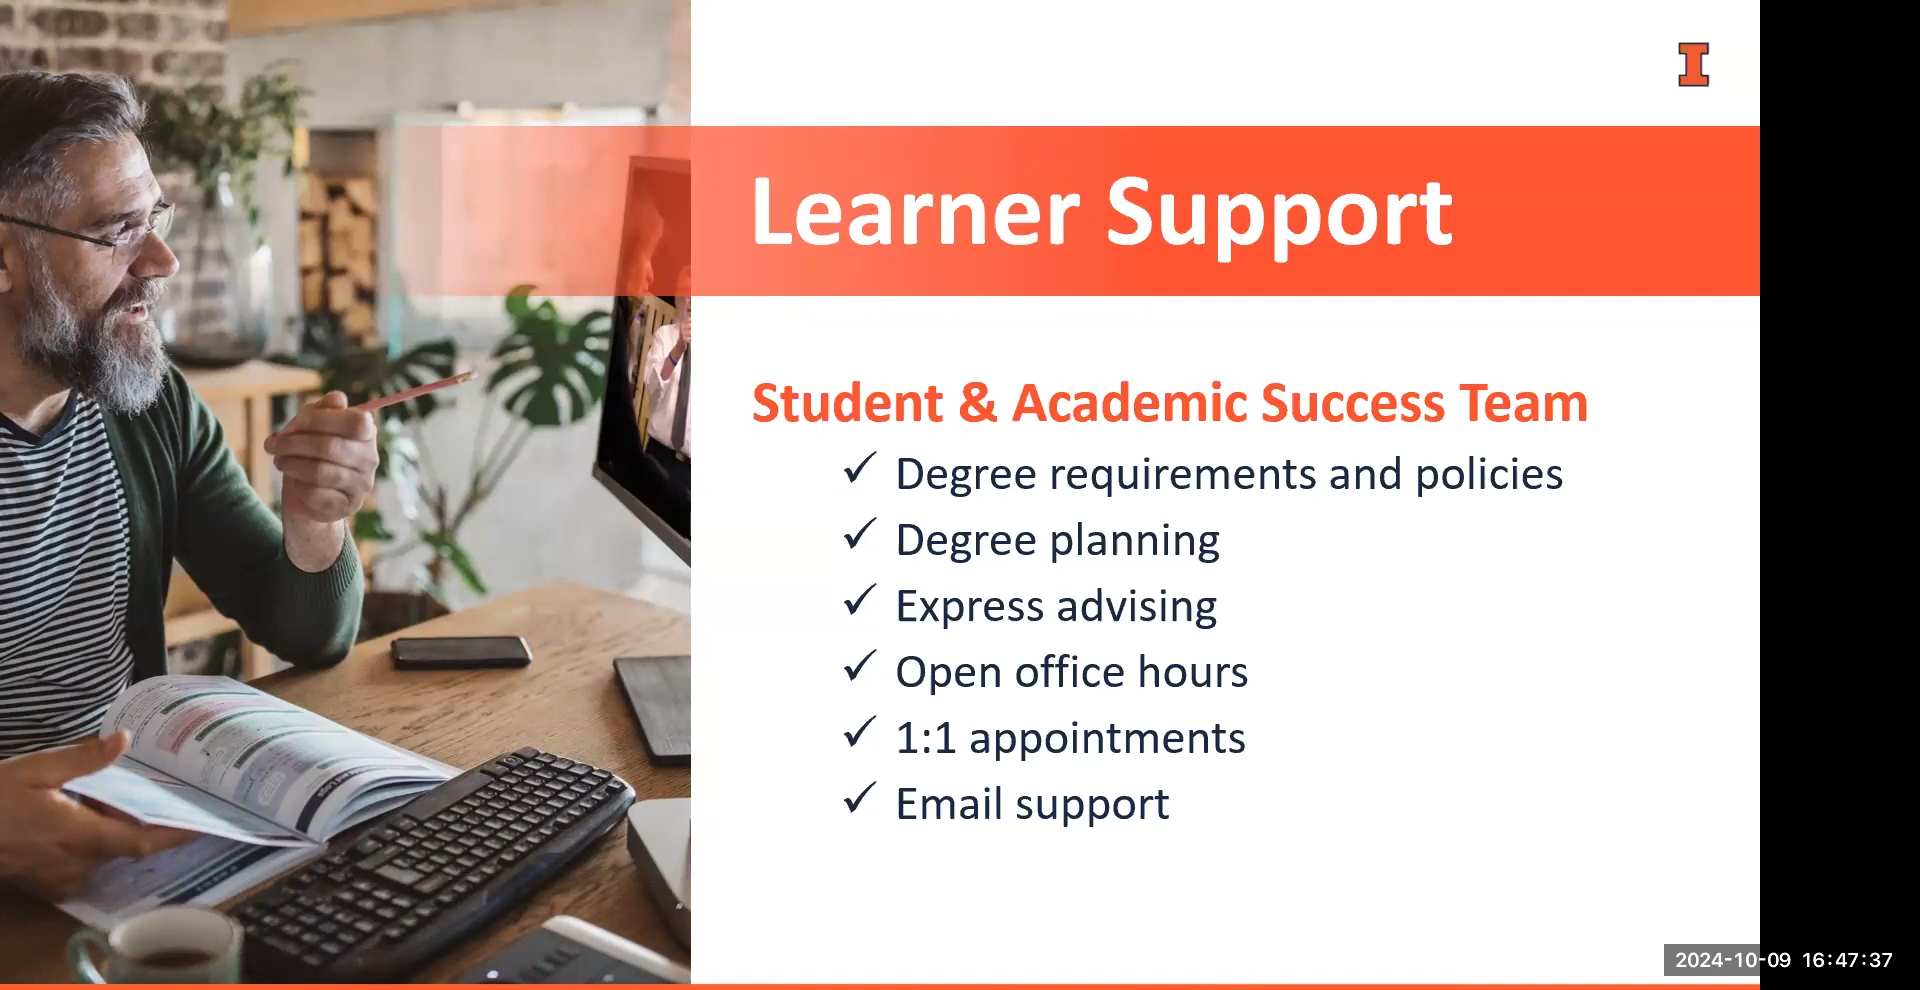 I
Learner Support
Student & Academic Success Team
✓ Degree requirements and policies
✓ Degree planning
✓ Express advising
✓ Open office hours
✓ 1:1 appointments
✓ Email support
2024-10-09 16:47:37